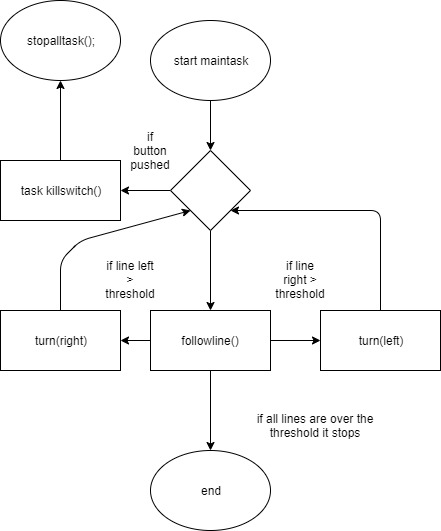 stopalltask();
start maintask
if
button
pushed
task killswitch()
if line left
>
threshold
if line
right >
threshold
turn(right)
followline()
turn(left)
if all lines are over the
threshold it stops
end